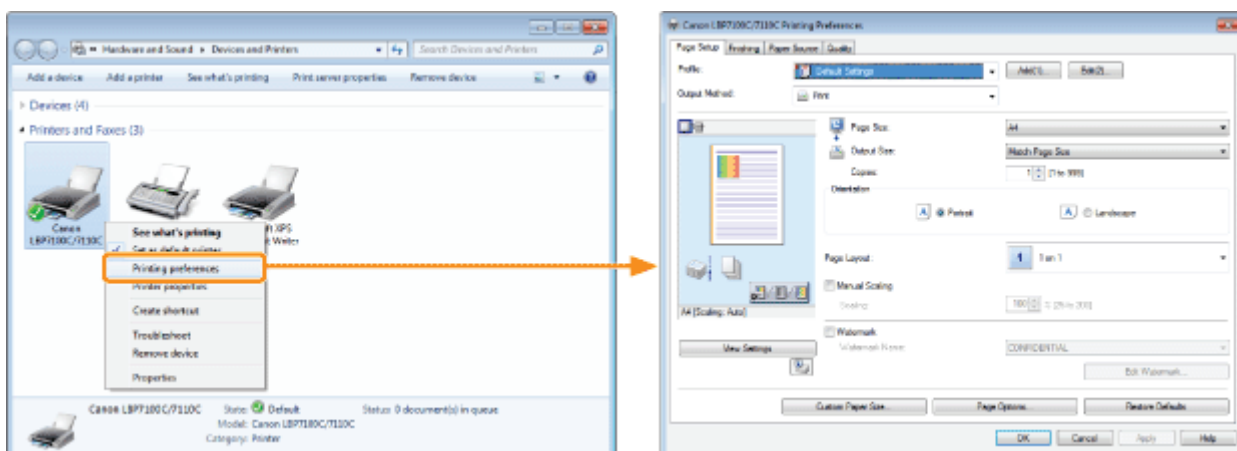 Hardware and Sound ▸ Devices and Printers
Search Devices and Printers
Add a device Add a printer See what's printing Print server properties Remove device
Devices (4)
Printers and Faxes (3)
Canon
LBP7100C/7110C
XPS
Writer
See what's printing
Set as default printer
Printing preferences
Printer properties
Create shortcut
Troubleshoot
Remove device
Properties
Canon LBP7100C/7110C State: Default Status: 0 document(s) in queue
Model: Canon LBP7100C/7110C
Category: Printer
Canon LBP7100C/7110C Printing Preferences
Page Setup Finishing Paper Source Quality
Profile: Default Settings Add(1)... Edit(2)...
Output Method: Print
Page Size: A4
Output Size: Match Page Size
Copies: 1 [1 to 999]
Orientation
A Portrait A Landscape
Page Layout: 1 1 on 1
Manual Scaling
Scaling: 100 % [25 to 200]
A4 [Scaling: Auto]
Watermark
Watermark Name: CONFIDENTIAL
View Settings
Edit Watermark...
Custom Paper Size... Page Options... Restore Defaults
OK Cancel Apply Help